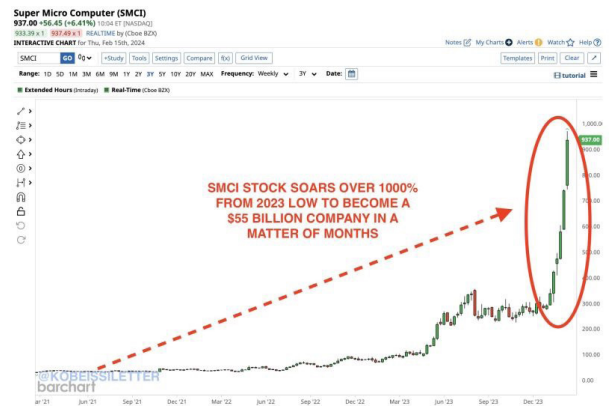 Super Micro Computer (SMCI)
937.00 +56.45 (+6.41%) 10:04 ET [NASDAQ]
933.39 x 1 937.49 x 1 REALTIME by (Cboe BZX)
INTERACTIVE CHART for Thu, Feb 15th, 2024
Notes My Charts Alerts Watch Help
SMCI GO +Study Tools Settings Compare f(x) Grid View Templates Print Clear
Range: 1D 5D 1M 3M 6M 9M 1Y 2Y 3Y 5Y 10Y 20Y MAX Frequency: Weekly 3Y Date:
tutorial
Extended Hours (Intraday) Real-Time (Cboe BZX)
1,000.0
937.00
900.00
800.00
700.00
600.00
500.00
400.00
300.00
200.00
100.00
0.00
SMCI STOCK SOARS OVER 1000%
FROM 2023 LOW TO BECOME A
$55 BILLION COMPANY IN A
MATTER OF MONTHS
@KOBEISSILETTER
barchart
ar '21 Jun '21 Sep '21 Dec '21 Mar '22 Jun '22 Sep '22 Dec '22 Mar '23 Jun '23 Sep '23 Dec '23